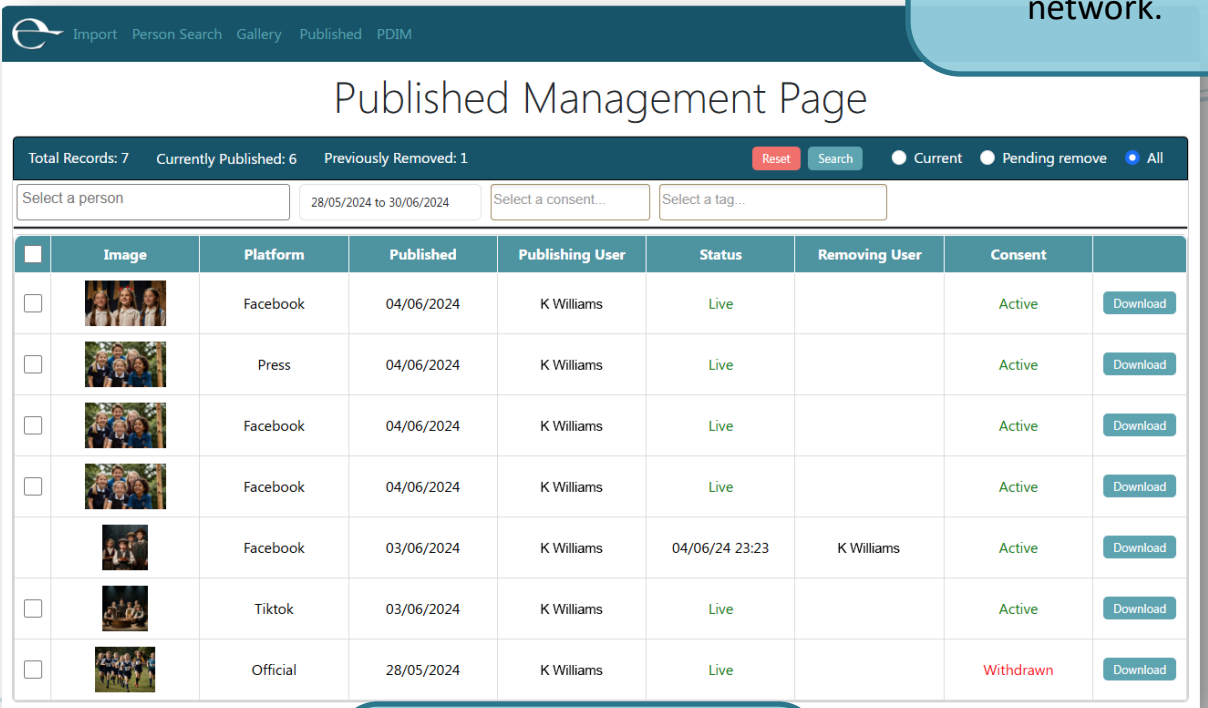 network.
Import Person Search Gallery Published PDIM
Published Management Page
Total Records: 7 Currently Published: 6 Previously Removed: 1 Reset Search Current Pending remove All
Select a person 28/05/2024 to 30/06/2024 Select a consent... Select a tag...
Image Platform Published Publishing User Status Removing User Consent
Facebook 04/06/2024 K Williams Live Active Download
Press 04/06/2024 K Williams Live Active Download
Facebook 04/06/2024 K Williams Live Active Download
Facebook 04/06/2024 K Williams Live Active Download
Facebook 03/06/2024 K Williams 04/06/24 23:23 K Williams Active Download
Tiktok 03/06/2024 K Williams Live Active Download
Official 28/05/2024 K Williams Live Withdrawn Download